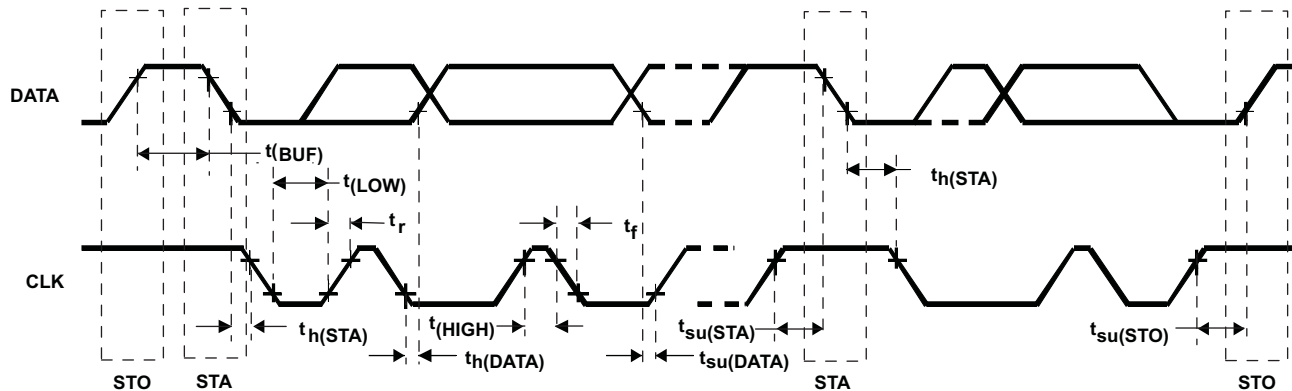 DATA
t(BUF)
t(LOW)
th(STA)
tr
tf
CLK
th(STA)
t(HIGH)
tsu(STA)
tsu(STO)
th(DATA)
tsu(DATA)
STO
STA
STA
STO